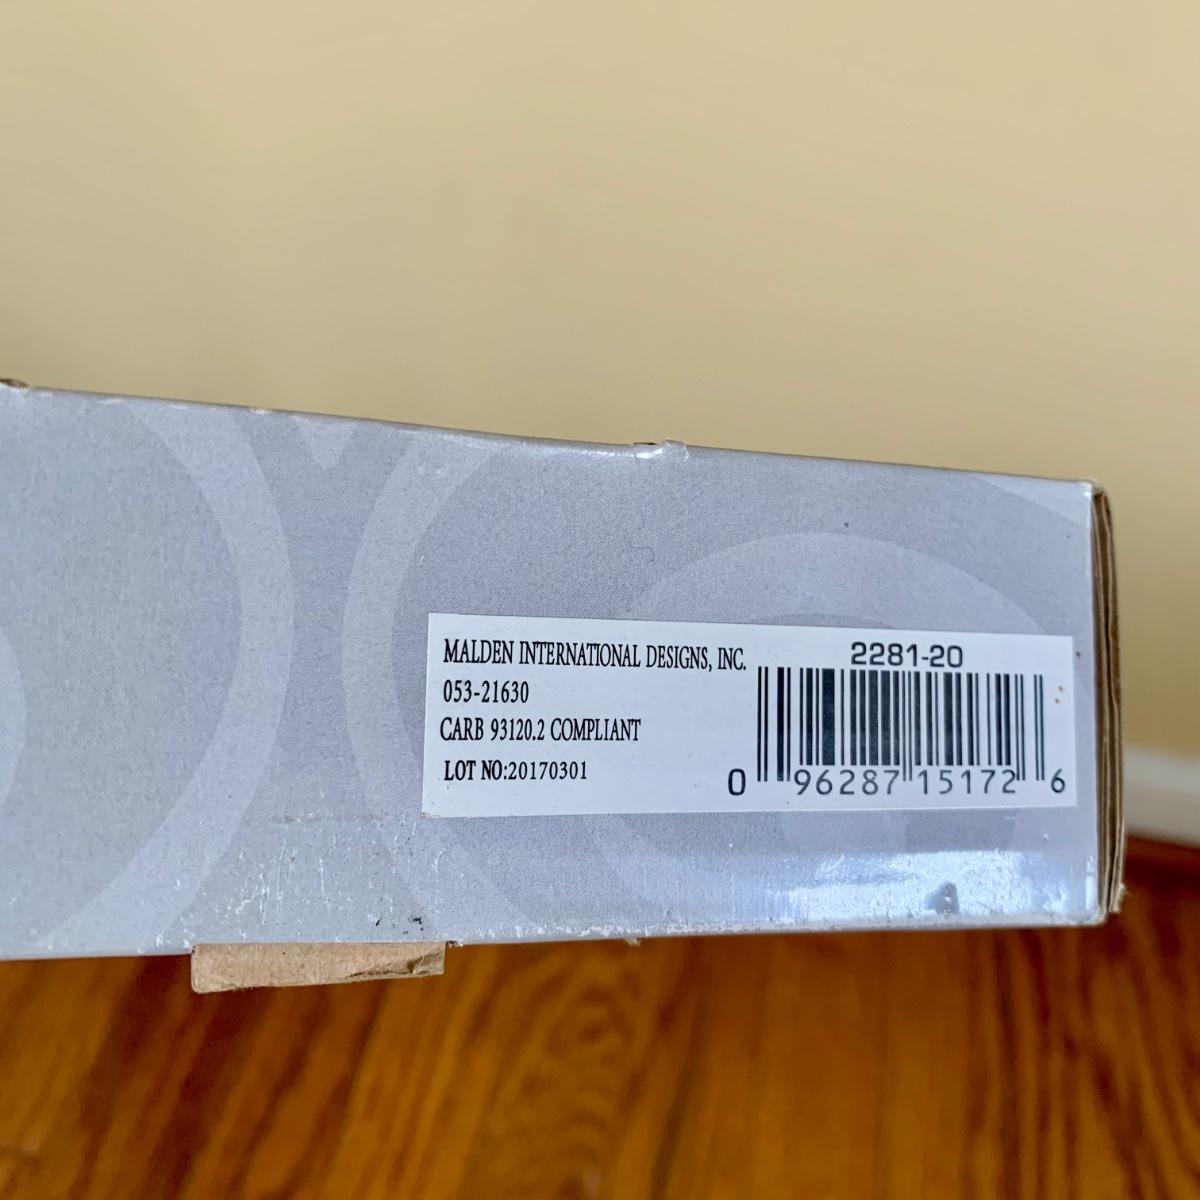 MALDEN INTERNATIONAL DESIGNS, INC.
053-21630
CARB 93120.2 COMPLIANT
LOT NO:20170301
2281-20
0 96287 15172 6